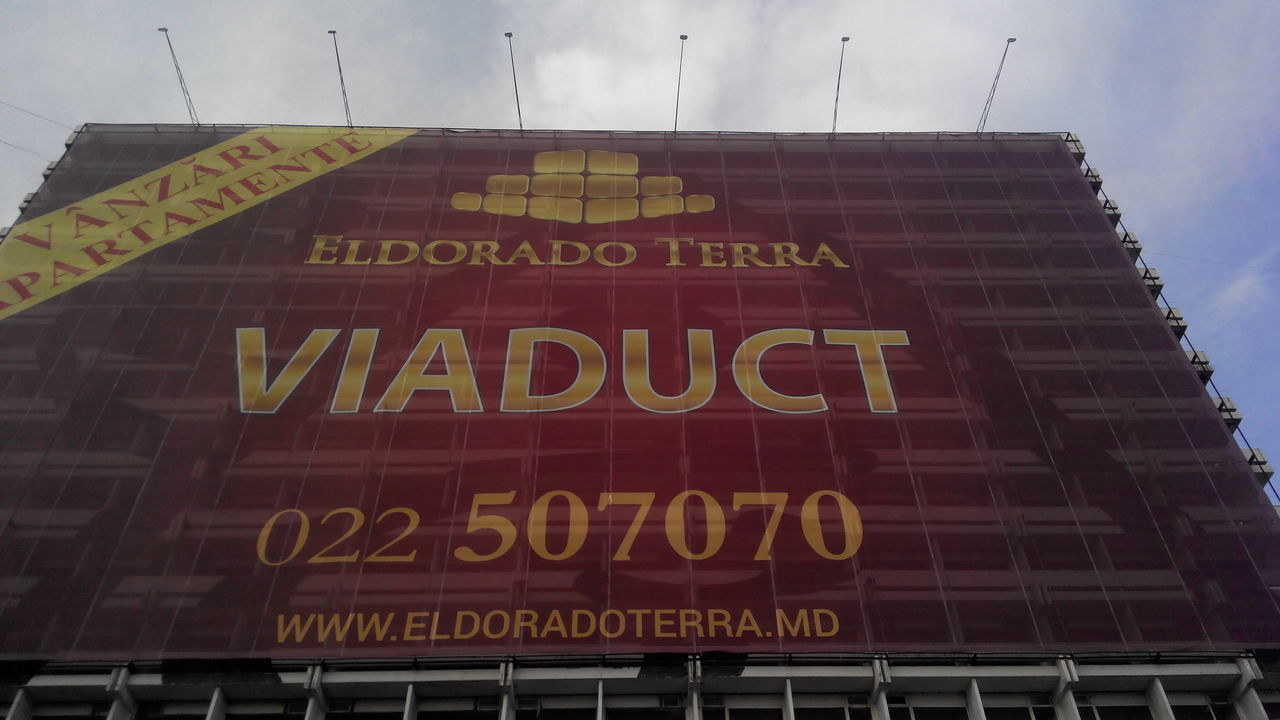 VÂNZĂRI
APARTAMENTE
ELDORADO TERRA
VIADUCT
022 507070
WWW.ELDORADOTERRA.MD